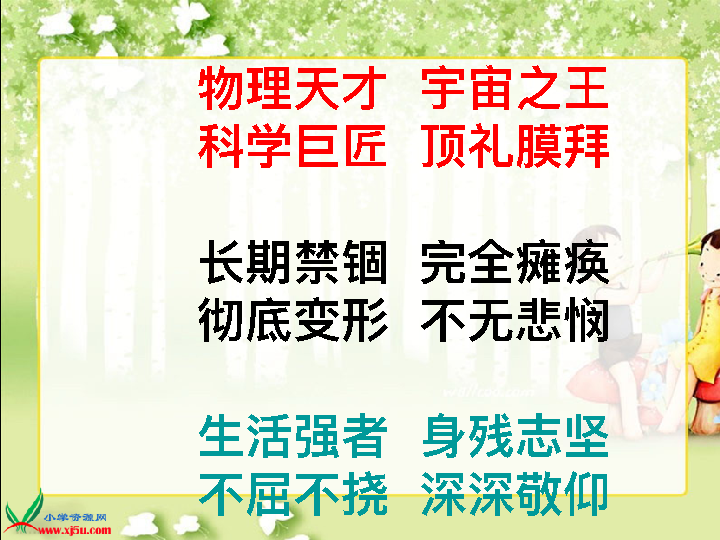 物理天才 宇宙之王
科学巨匠 顶礼膜拜
长期禁锢 完全瘫痪
彻底变形 不无悲悯
生活强者 身残志坚
不屈不挠 深深敬仰
小学资源网
www.xj5u.com